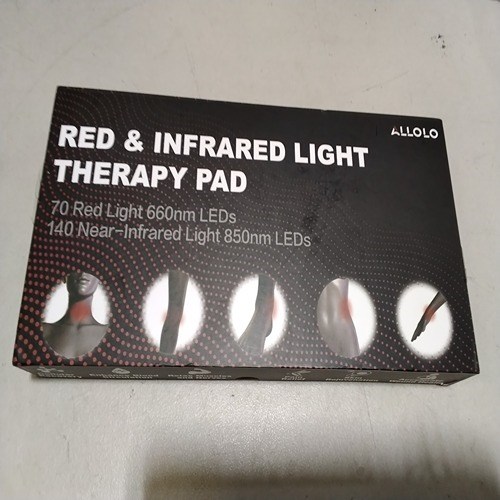 ALLOLO
RED & INFRARED LIGHT
THERAPY PAD
70 Red Light 660nm LEDs
140 Near-Infrared Light 850nm LEDs